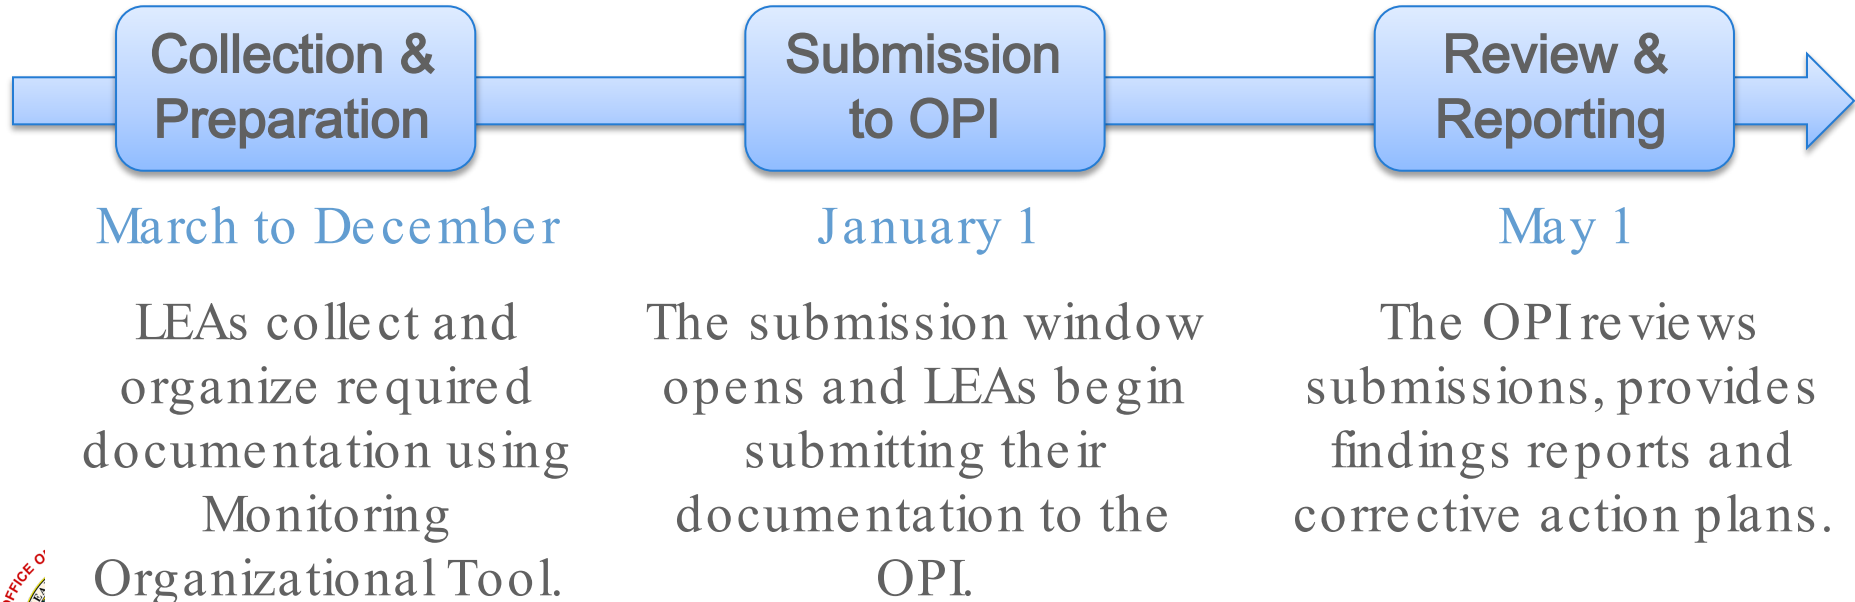 Collection &
Preparation
March to December
LEAs collect and
organize required
documentation using
Monitoring
Organizational Tool.
Submission
to OPI
January 1
The submission window
opens and LEAs begin
submitting their
documentation to the
OPI.
Review &
Reporting
May 1
The OPI reviews
submissions, provides
findings reports and
corrective action plans.
OFFICE